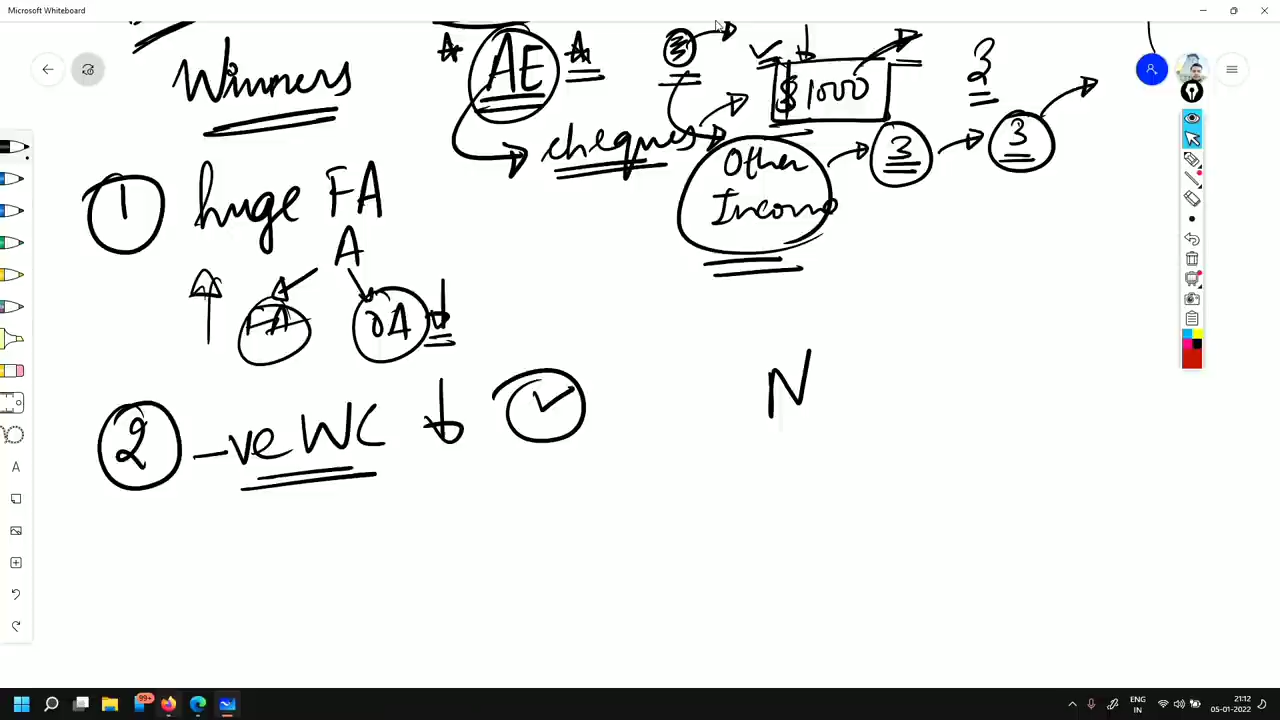 Microsoft Whiteboard
Winners
AE
$1000
3
cheques
Other
Income
3
3
1 huge FA
A
FA
OA
2 -ve WC
N
A
99+
ENG
IN
21:12
05-01-2022